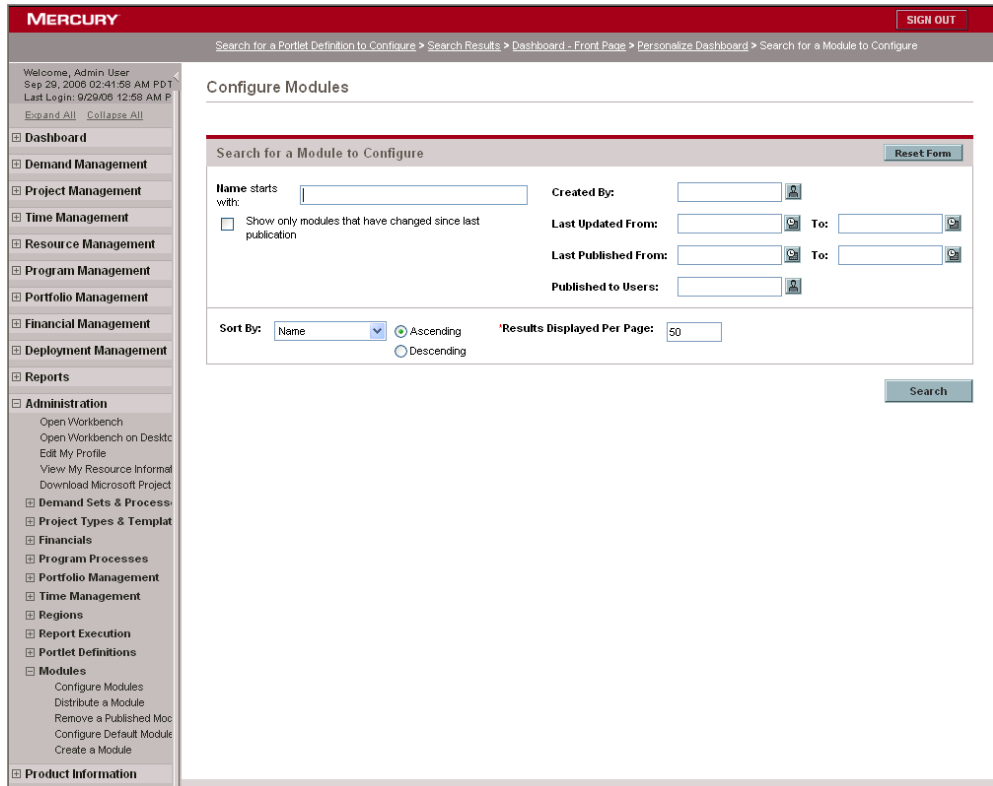 MERCURY
SIGN OUT
Search for a Portlet Definition to Configure > Search Results > Dashboard - Front Page > Personalize Dashboard > Search for a Module to Configure
Welcome, Admin User
Sep 29, 2006 02:41:58 AM PDT
Last Login: 9/29/06 12:58 AM P
Expand All Collapse All
Dashboard
Demand Management
Project Management
Time Management
Resource Management
Program Management
Portfolio Management
Financial Management
Deployment Management
Reports
Administration
Open Workbench
Open Workbench on Deskto
Edit My Profile
View My Resource Informat
Download Microsoft Project
Demand Sets & Process
Project Types & Templat
Financials
Program Processes
Portfolio Management
Time Management
Regions
Report Execution
Portlet Definitions
Modules
Configure Modules
Distribute a Module
Remove a Published Moc
Configure Default Module
Create a Module
Product Information
Configure Modules
Search for a Module to Configure
Reset Form
Name starts
with:
Show only modules that have changed since last
publication
Created By:
Last Updated From: To:
Last Published From: To:
Published to Users:
Sort By: Name Ascending
Descending
*Results Displayed Per Page: 50
Search